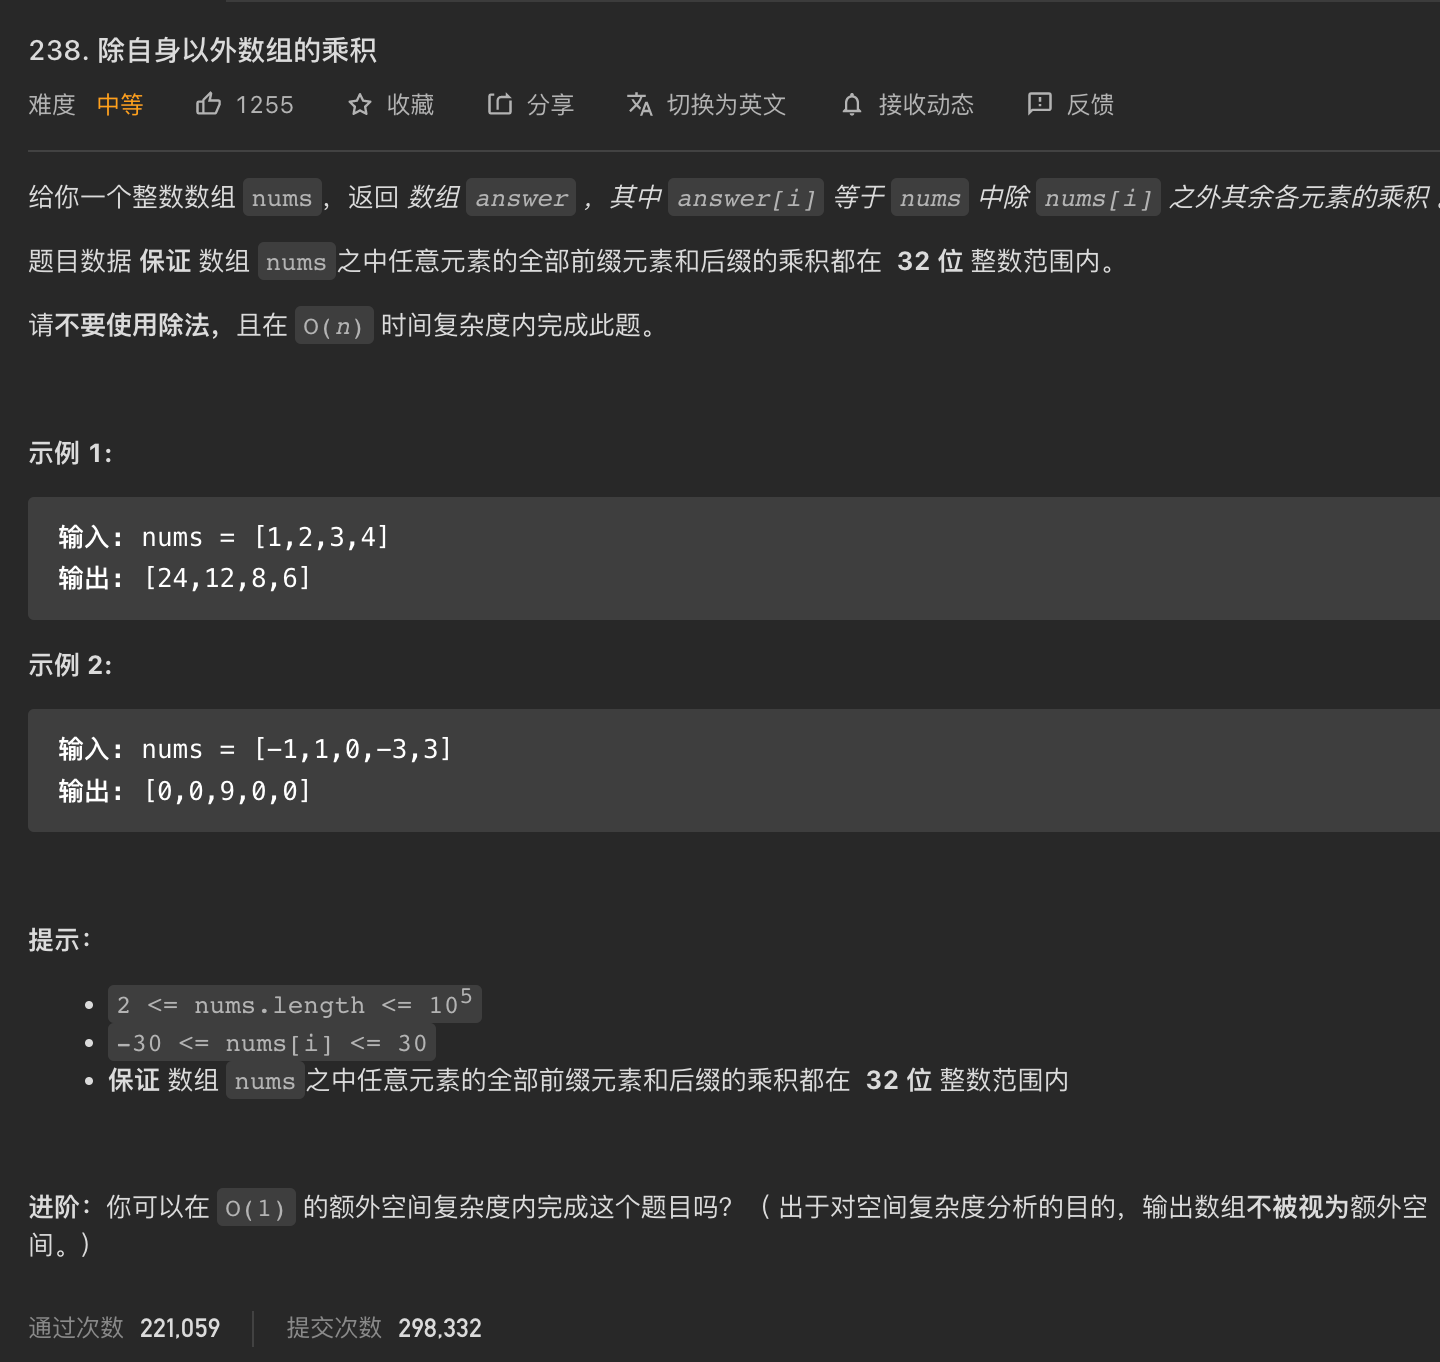 238. 除自身以外数组的乘积
难度 中等 1255 收藏 分享 切换为英文 接收动态 反馈
给你一个整数数组 nums，返回 数组 answer ，其中 answer[i] 等于 nums 中除 nums[i] 之外其余各元素的乘积 。
题目数据 保证 数组 nums之中任意元素的全部前缀元素和后缀的乘积都在 32 位 整数范围内。
请不要使用除法，且在 O(n) 时间复杂度内完成此题。
示例 1:
输入: nums = [1,2,3,4]
输出: [24,12,8,6]
示例 2:
输入: nums = [-1,1,0,-3,3]
输出: [0,0,9,0,0]
提示：
• 2 <= nums.length <= 10⁵
• -30 <= nums[i] <= 30
• 保证 数组 nums之中任意元素的全部前缀元素和后缀的乘积都在 32 位 整数范围内
进阶：你可以在 O(1) 的额外空间复杂度内完成这个题目吗？（ 出于对空间复杂度分析的目的，输出数组不被视为额外空
间。）
通过次数 221,059 提交次数 298,332